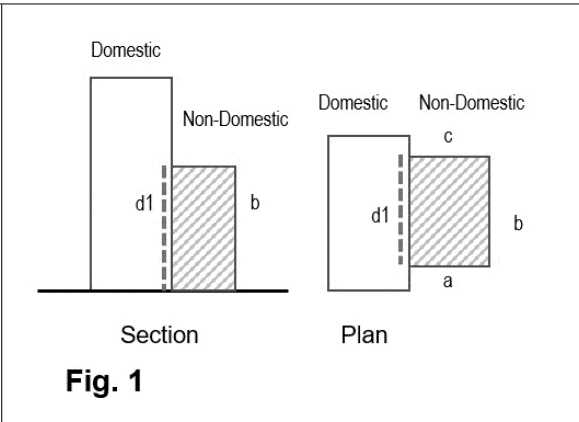 Domestic
Non-Domestic
d1
b
Section
Domestic
Non-Domestic
c
d1
b
a
Plan
Fig. 1